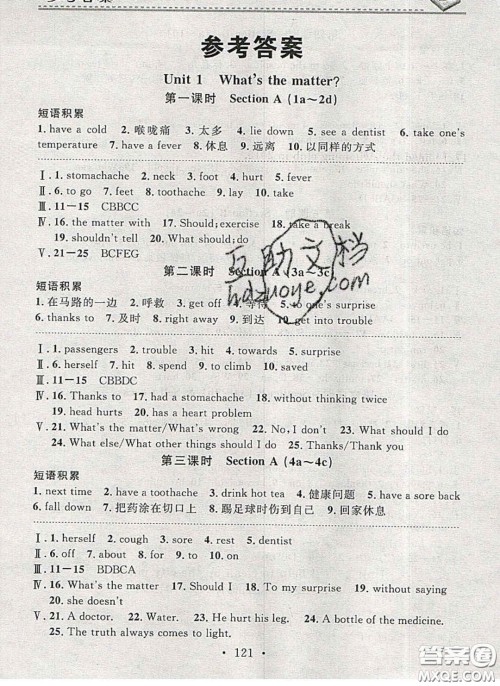 参考答案
Unit 1 What's the matter?
第一课时 Section A (1a～2d)
短语积累
1. have a cold 2. 喉咙痛 3. 太多 4. lie down 5. see a dentist 6. take one's
temperature 7. have a fever 8. 休息 9. 远离 10. 以同样的方式
Ⅰ. 1. stomachache 2. neck 3. foot 4. hurt 5. fever
Ⅱ. 6. to go 7. feet 8. toothache 9. lay 10. take
Ⅲ. 11—15 CBBCC
Ⅳ. 16. the matter with 17. Should; exercise 18. take a break
19. shouldn't tell 20. What should; do
Ⅴ. 21—25 BCFEG
第二课时 Section A (3a～3c)
短语积累
1. 在马路的一边 2. 呼救 3. get off 4. 等待 5. to one's surprise
6. thanks to 7. 及时 8. right away 9. 到达 10. get into trouble
Ⅰ. 1. passengers 2. trouble 3. hit 4. towards 5. surprise
Ⅱ. 6. herself 7. hit 8. spend 9. to climb 10. saved
Ⅲ. 11—15 CBBDC
Ⅳ. 16. Thanks to 17. had a stomachache 18. without thinking twice
19. head hurts 20. has a heart problem
Ⅴ. 21. What's the matter/What's wrong 22. No, I don't 23. What should I do
24. What else/What other things should I do 25. Thanks/Thank you
第三课时 Section A (4a～4c)
短语积累
1. next time 2. have a toothache 3. drink hot tea 4. 健康问题 5. have a sore back
6. fall down 7. 把药涂在切口上 8. 踢足球时伤到自己 9. 回家休息
Ⅰ. 1. herself 2. cough 3. sore 4. rest 5. dentist
Ⅱ. 6. off 7. about 8. for 9. to 10. on
Ⅲ. 11—15 BDBCA
Ⅳ. 16. What's the matter 17. Should I 18. To my surprise 19. without saying
20. she doesn't
Ⅴ. 21. A doctor. 22. Water. 23. He hurt his leg. 24. A bottle of the medicine.
25. The truth always comes to light.
• 121 •
互助文档
hdzuoye.com
答案圈
MXQE.COM